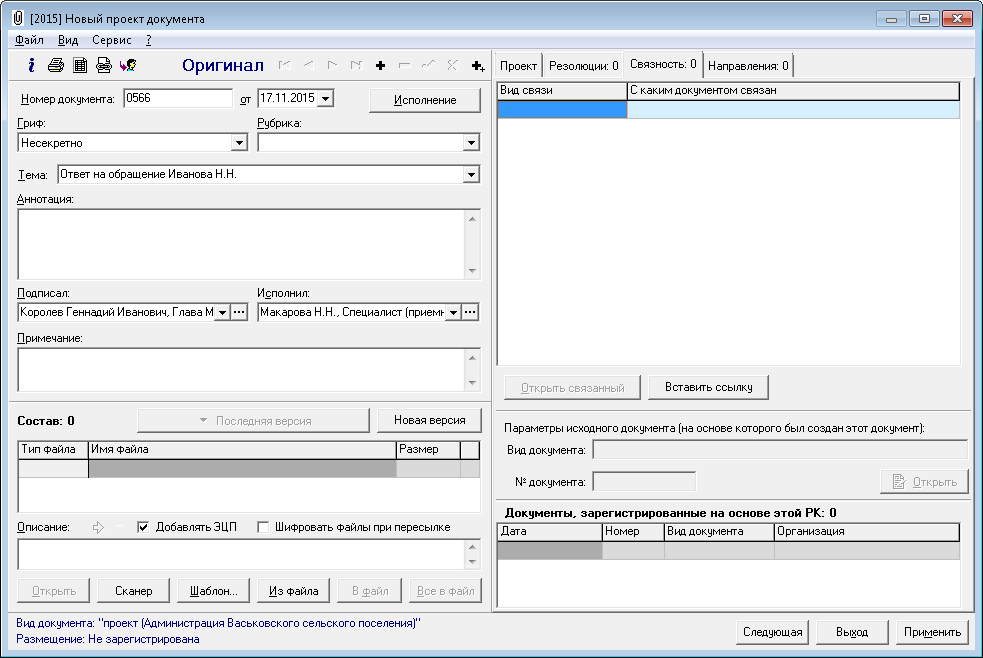 [2015] Новый проект документа
Файл Вид Сервис ?
Оригинал
Номер документа: 0566 от 17.11.2015 Исполнение
Гриф: Рубрика:
Несекретно
Тема: Ответ на обращение Иванова Н.Н.
Аннотация:
Подписал: Исполнил:
Королев Геннадий Иванович, Глава М ... Макарова Н.Н., Специалист (приемн ...
Примечание:
Состав: 0 Последняя версия Новая версия
Тип файла Имя файла Размер
Описание: Добавлять ЭЦП Шифровать файлы при пересылке
Открыть Сканер Шаблон... Из файла В файл Все в файл
Проект Резолюции: 0 Связность: 0 Направления: 0
Вид связи С каким документом связан
Открыть связанный Вставить ссылку
Параметры исходного документа (на основе которого был создан этот документ):
Вид документа:
№ документа: Открыть
Документы, зарегистрированные на основе этой РК: 0
Дата Номер Вид документа Организация
Вид документа: "проект (Администрация Васьковского сельского поселения)"
Размещение: Не зарегистрирована
Следующая Выход Применить